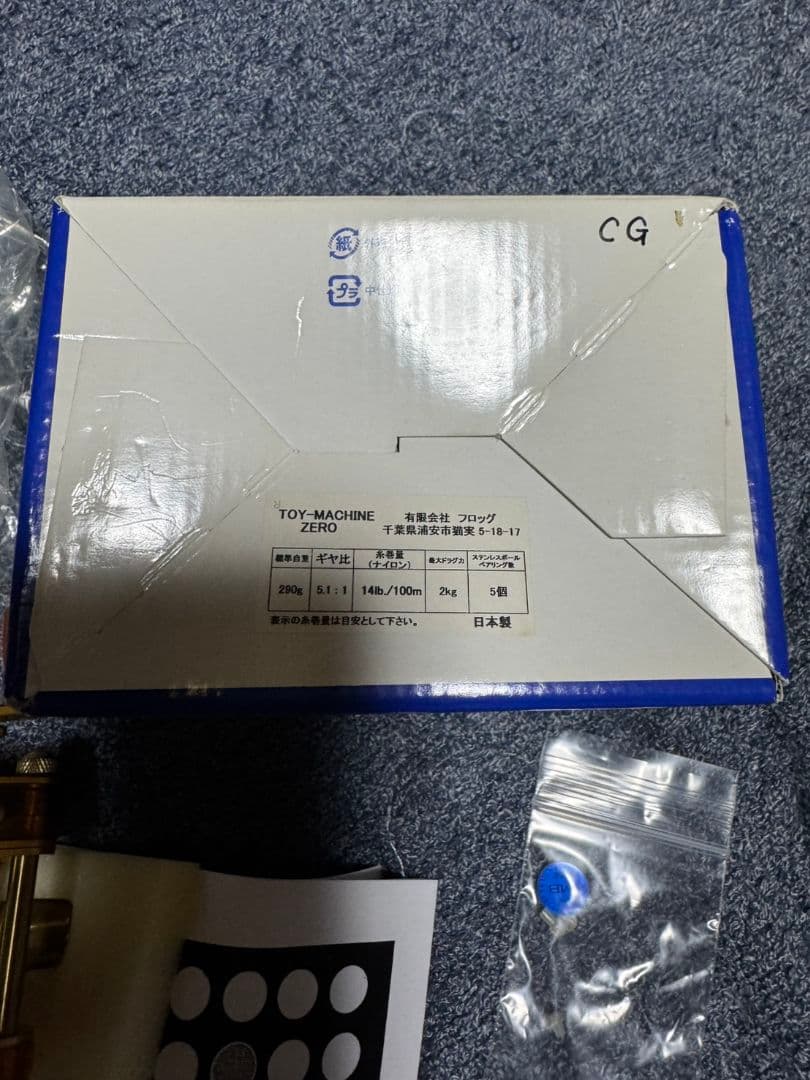 CG
紙
プラ
R
TOY-MACHINE
ZERO
有限会社 フロッグ
千葉県浦安市猫実 5-18-17
標準自重 ギヤ比 糸巻量(ナイロン) 最大ドラグ力 ステンレスボールベアリング数
290g 5.1：1 14lb./100m 2kg 5個
表示の糸巻量は目安として下さい。 日本製